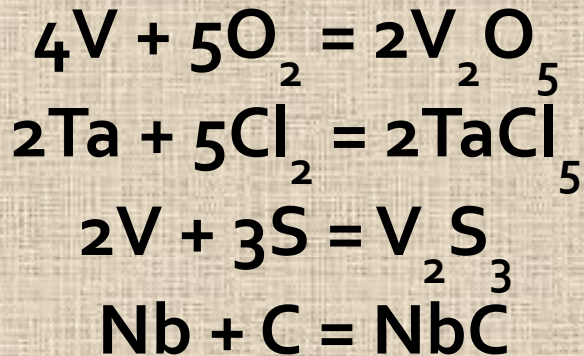 4V + 5O₂ = 2V₂O₅
2Ta + 5Cl₂ = 2TaCl₅
2V + 3S = V₂S₃
Nb + C = NbC